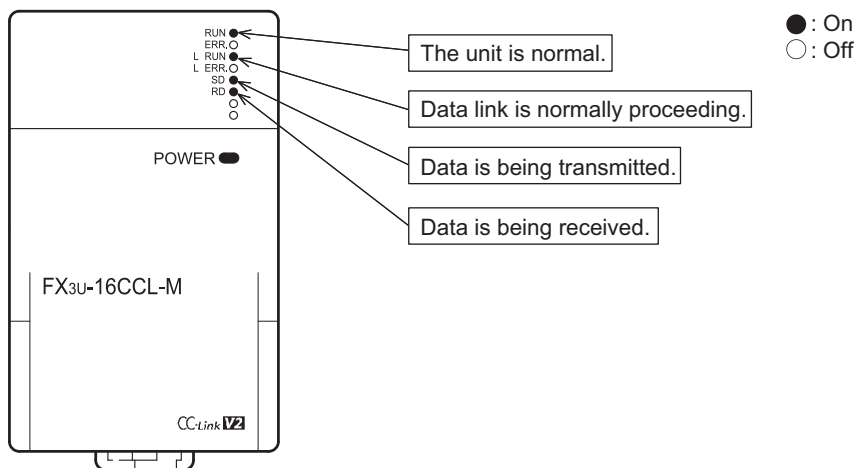 RUN
ERR.
L RUN
L ERR.
SD
RD
POWER
FX3U-16CCL-M
CC-Link V2
The unit is normal.
Data link is normally proceeding.
Data is being transmitted.
Data is being received.
: On
: Off